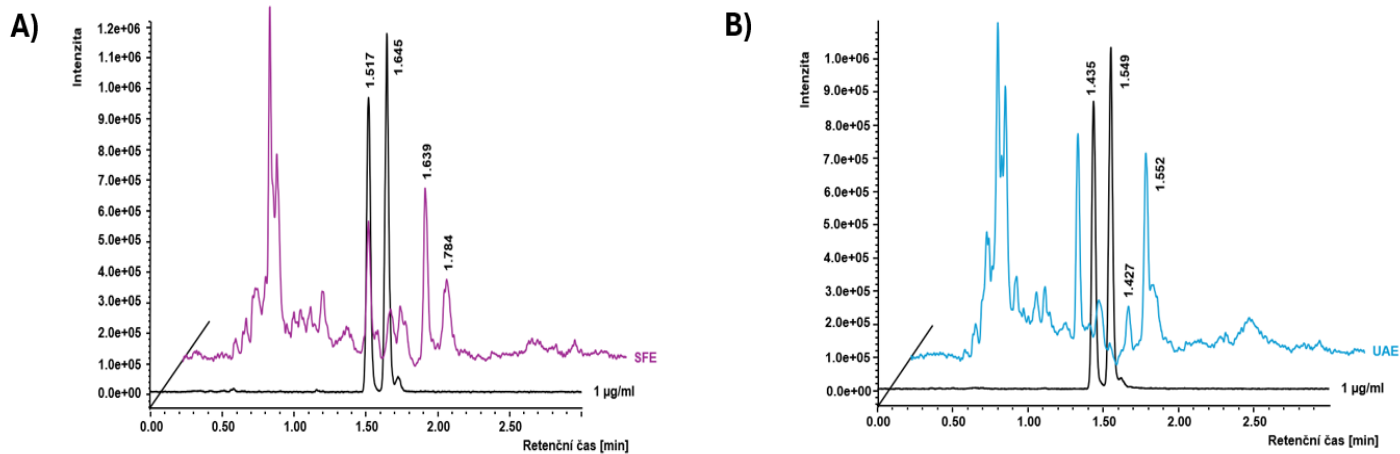 A)
Intenzita
1.2e+06
1.1e+06
1.0e+06
9.0e+05
8.0e+05
7.0e+05
6.0e+05
5.0e+05
4.0e+05
3.0e+05
2.0e+05
1.0e+05
0.0e+00
1.517
1.645
1.639
1.784
SFE
1 µg/ml
0.00
0.50
1.00
1.50
2.00
2.50
Retenční čas [min]
B)
Intenzita
1.0e+06
9.0e+05
8.0e+05
7.0e+05
6.0e+05
5.0e+05
4.0e+05
3.0e+05
2.0e+05
1.0e+05
0.0e+00
1.435
1.549
1.552
1.427
UAE
1 µg/ml
0.00
0.50
1.00
1.50
2.00
2.50
Retenční čas [min]